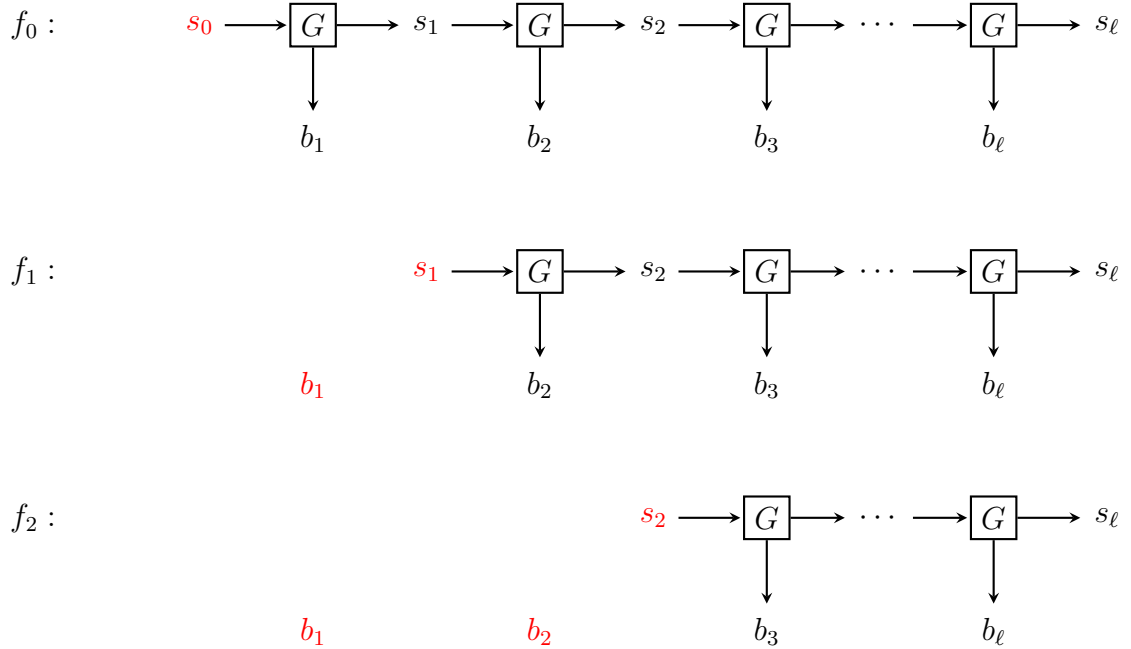 f₀ : s₀ G s₁ G s₂ G ⋯ G s_ℓ
b₁ b₂ b₃ b_ℓ
f₁ : s₁ G s₂ G ⋯ G s_ℓ
b₁ b₂ b₃ b_ℓ
f₂ : s₂ G ⋯ G s_ℓ
b₁ b₂ b₃ b_ℓ